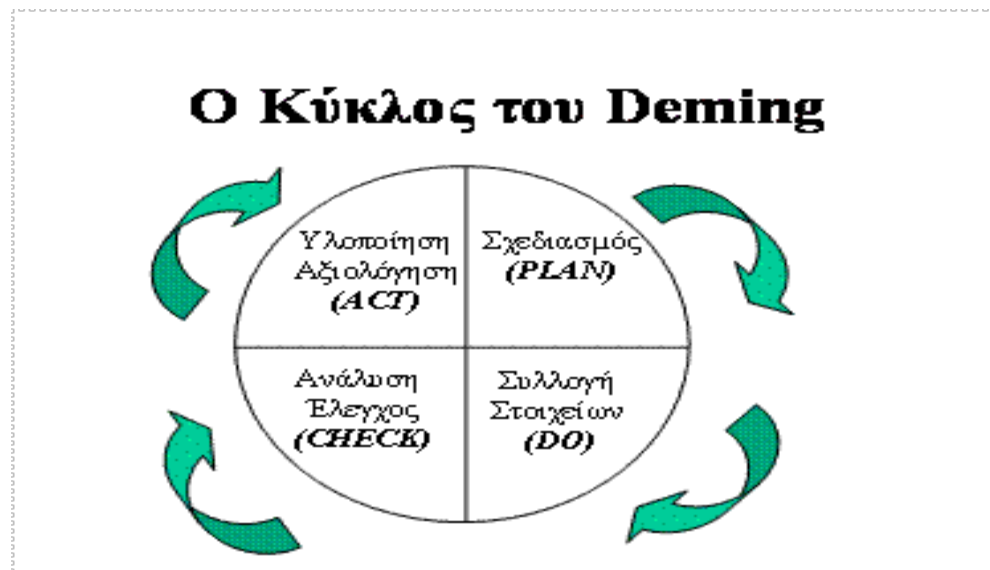 Ο Κύκλος του Deming
Υλοποίηση
Αξιολόγηση
(ACT)
Σχεδιασμός
(PLAN)
Ανάλυση
Έλεγχος
(CHECK)
Συλλογή
Στοιχείων
(DO)